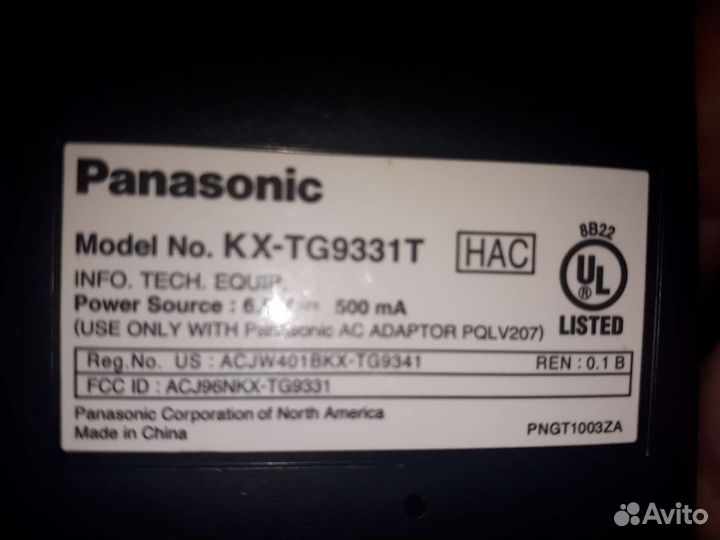 Panasonic
Model No. KX-TG9331T HAC
8B22
UL
LISTED
INFO. TECH. EQUIP.
Power Source : 500 mA
(USE ONLY WITH Panasonic AC ADAPTOR PQLV207)
Reg.No. US : ACJW401BKX-TG9341 REN : 0.1 B
FCC ID : ACJ96NKX-TG9331
Panasonic Corporation of North America
Made in China PNGT1003ZA
Avito